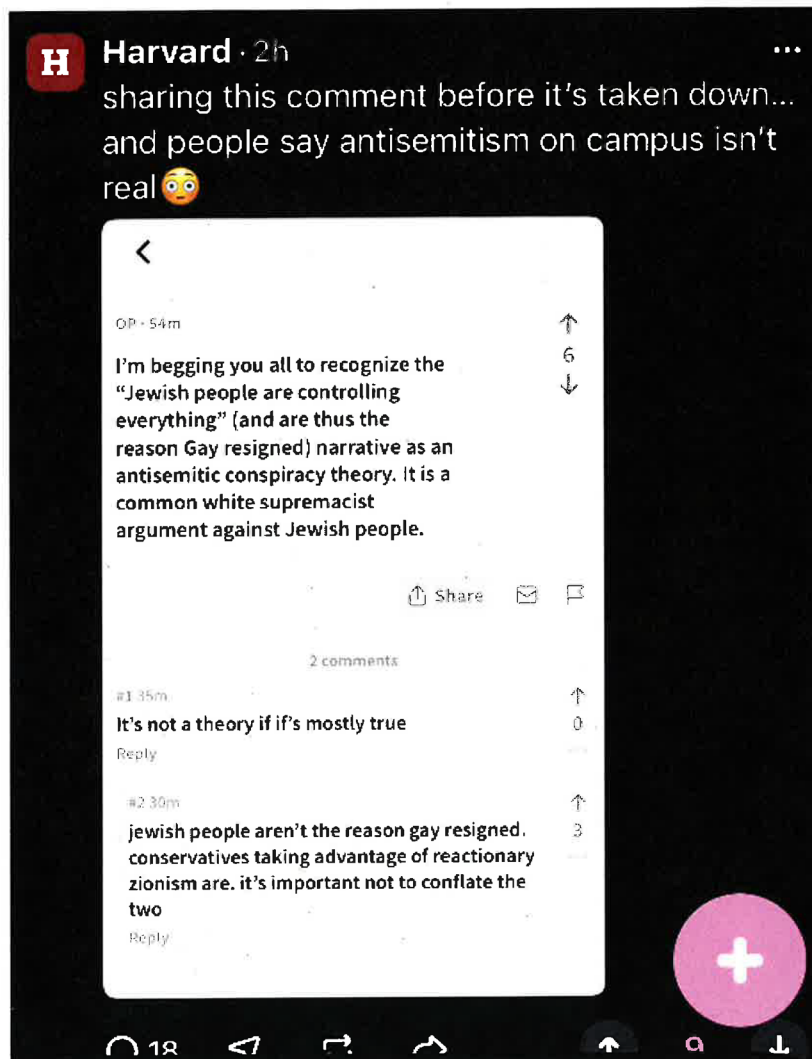 H
Harvard · 2h
sharing this comment before it's taken down...
and people say antisemitism on campus isn't
real😳
OP · 54m
6
I'm begging you all to recognize the
“Jewish people are controlling
everything” (and are thus the
reason Gay resigned) narrative as an
antisemitic conspiracy theory. It is a
common white supremacist
argument against Jewish people.
Share
2 comments
#1 35m
It's not a theory if if's mostly true
0
Reply
#2 30m
jewish people aren't the reason gay resigned.
3
conservatives taking advantage of reactionary
zionism are. it's important not to conflate the
two
Reply
18
9